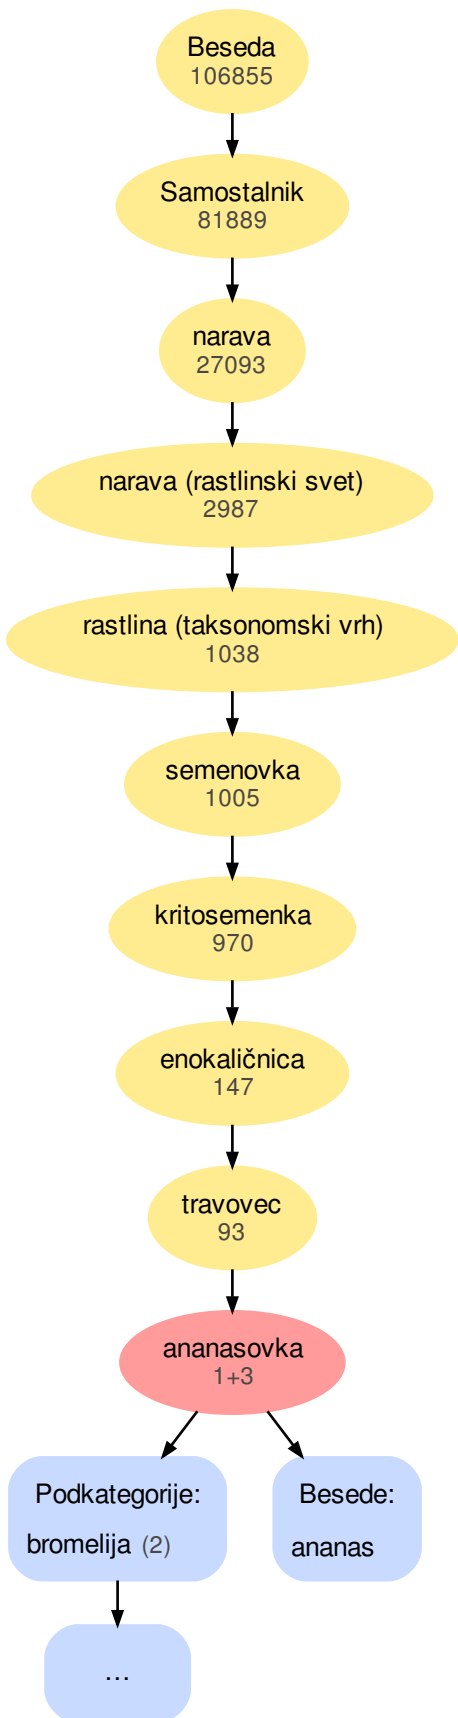 Beseda
106855
Samostalnik
81889
narava
27093
narava (rastlinski svet)
2987
rastlina (taksonomski vrh)
1038
semenovka
1005
kritosemenka
970
enokaličnica
147
travovec
93
ananasovka
1+3
Podkategorije:
bromelija (2)
Besede:
ananas
...